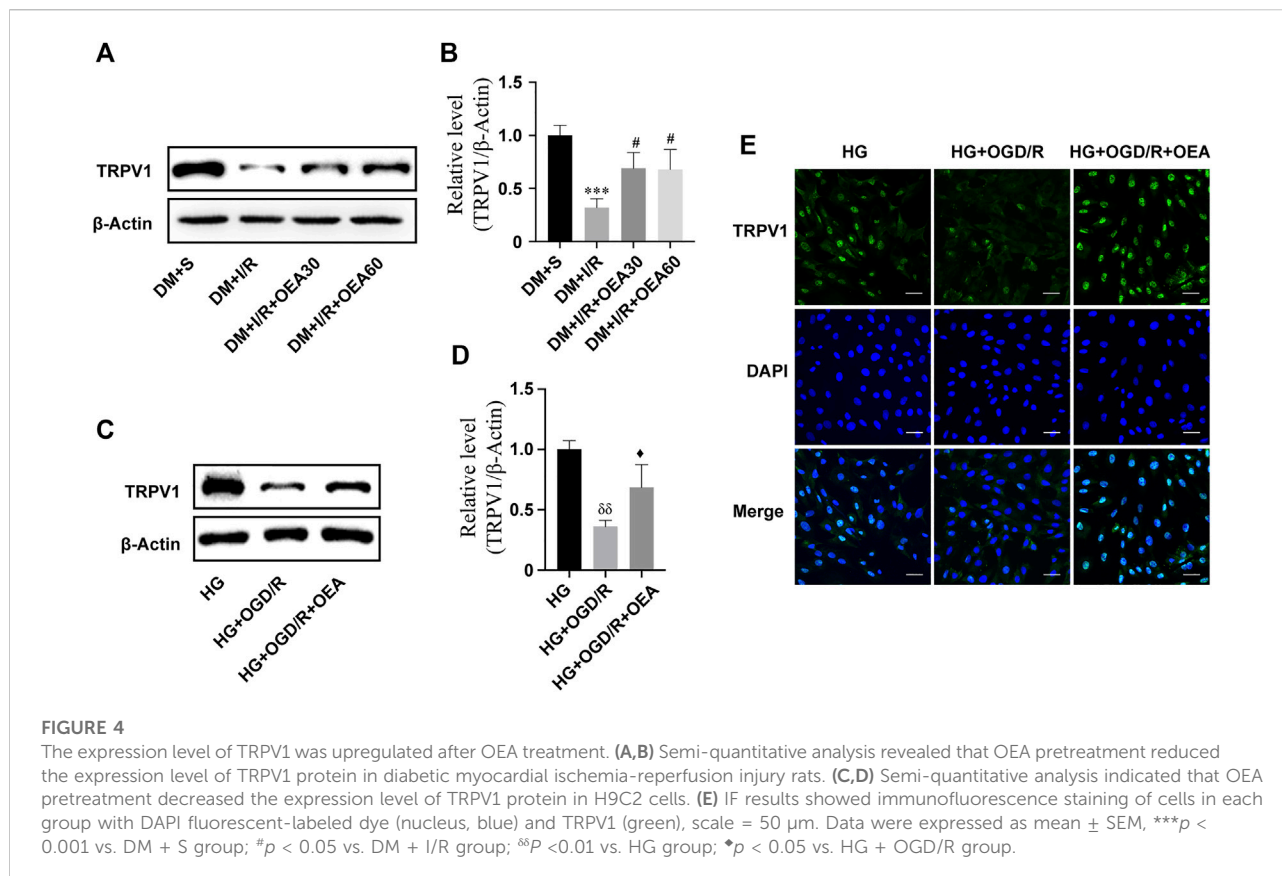 A
TRPV1
β-Actin
DM+S
DM+I/R
DM+I/R+OEA30
DM+I/R+OEA60
B
Relative level
(TRPV1/β-Actin)
1.5
1.0
0.5
0
***
#
#
DM+S
DM+I/R
DM+I/R+OEA30
DM+I/R+OEA60
C
TRPV1
β-Actin
HG
HG+OGD/R
HG+OGD/R+OEA
D
Relative level
(TRPV1/β-Actin)
1.5
1.0
0.5
0
δδ
♦
HG
HG+OGD/R
HG+OGD/R+OEA
E
HG
HG+OGD/R
HG+OGD/R+OEA
TRPV1
DAPI
Merge
FIGURE 4
The expression level of TRPV1 was upregulated after OEA treatment. (A,B) Semi-quantitative analysis revealed that OEA pretreatment reduced
the expression level of TRPV1 protein in diabetic myocardial ischemia-reperfusion injury rats. (C,D) Semi-quantitative analysis indicated that OEA
pretreatment decreased the expression level of TRPV1 protein in H9C2 cells. (E) IF results showed immunofluorescence staining of cells in each
group with DAPI fluorescent-labeled dye (nucleus, blue) and TRPV1 (green), scale = 50 μm. Data were expressed as mean ± SEM, ***p <
0.001 vs. DM + S group; #p < 0.05 vs. DM + I/R group; δδP <0.01 vs. HG group; ♦p < 0.05 vs. HG + OGD/R group.